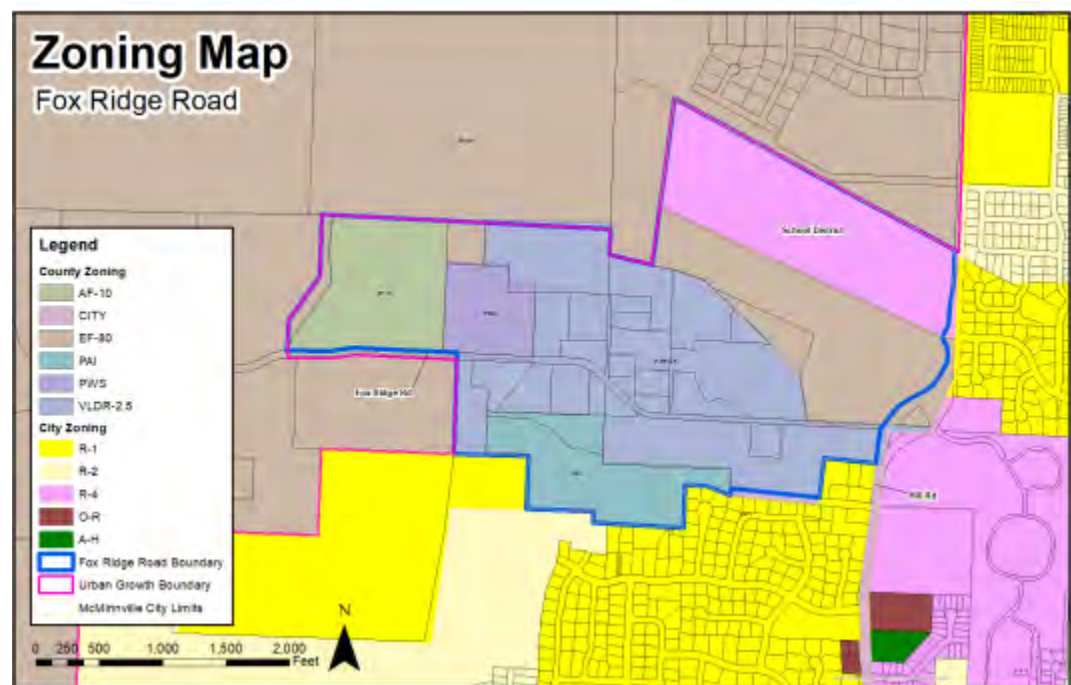 Zoning Map
Fox Ridge Road
School District
Fox Ridge Rd
Hill Rd
Legend
County Zoning
AF-10
CITY
EF-80
PAI
PWS
VLDR-2.5
City Zoning
R-1
R-2
R-4
O-R
A-H
Fox Ridge Road Boundary
Urban Growth Boundary
McMinnville City Limits
N
0 250 500 1,000 1,500 2,000
Feet